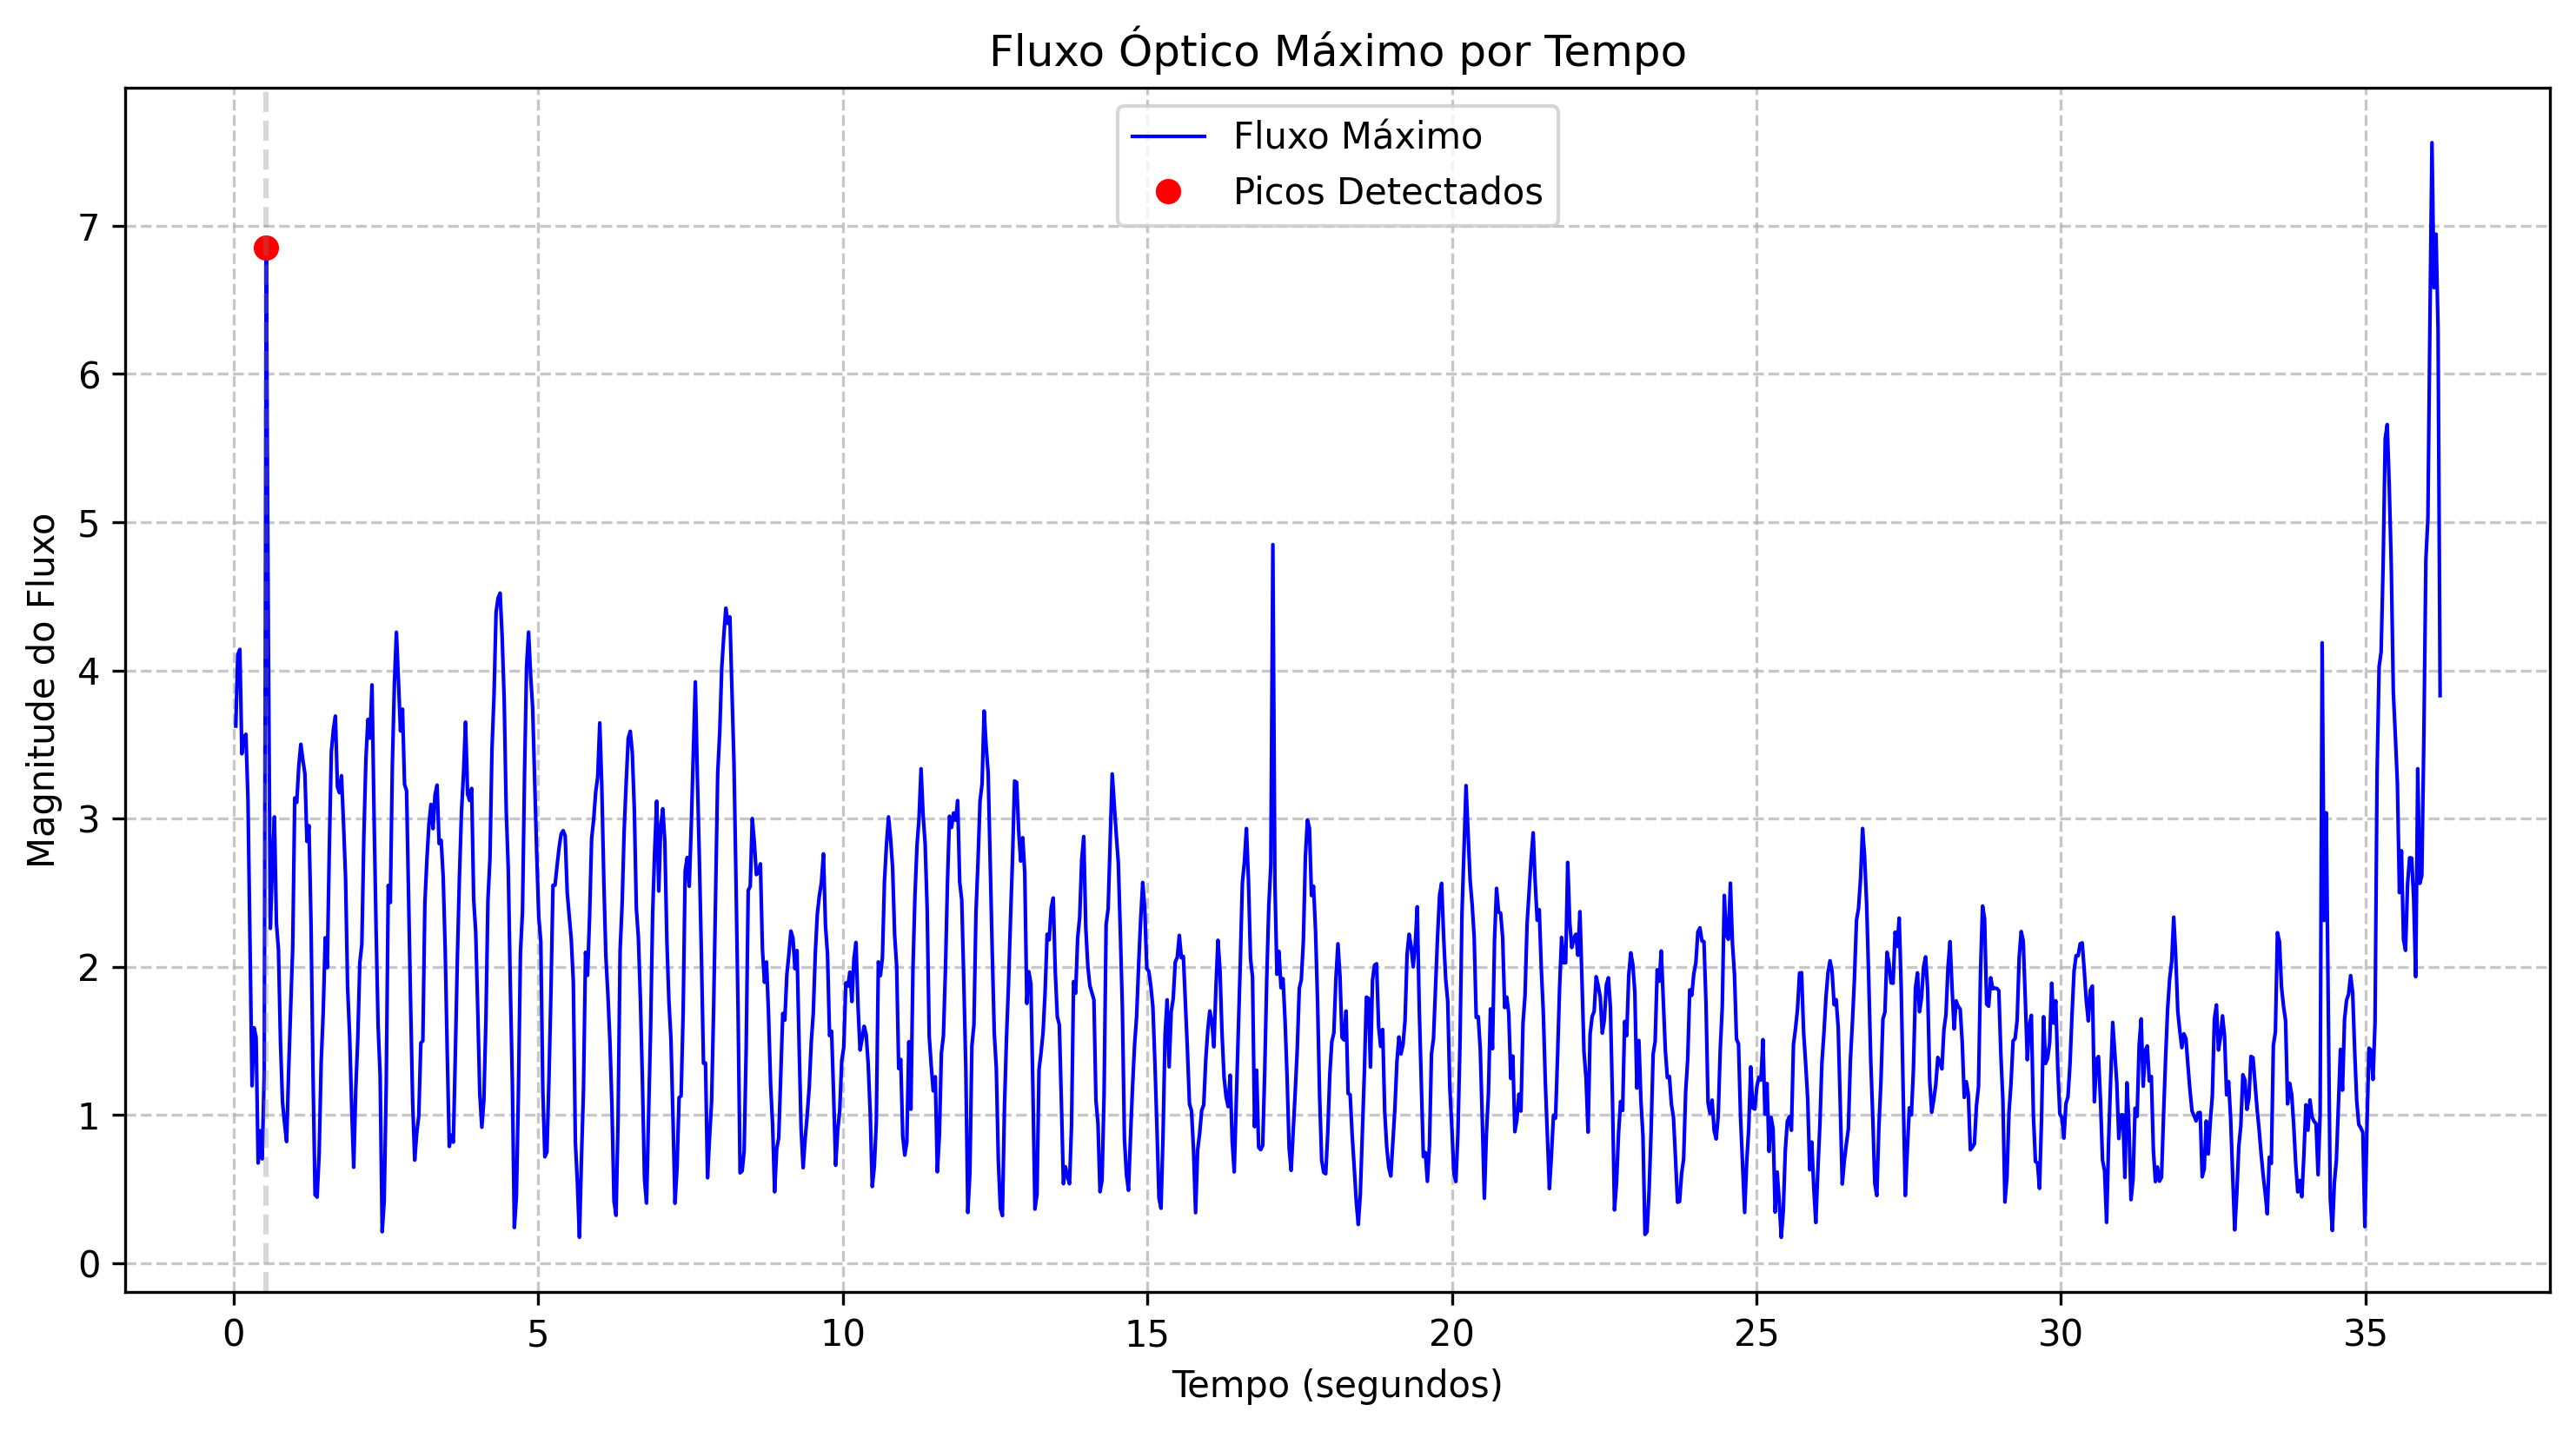 Fluxo Óptico Máximo por Tempo
Fluxo Máximo
Picos Detectados
Magnitude do Fluxo
7
6
5
4
3
2
1
0
0 5 10 15 20 25 30 35
Tempo (segundos)